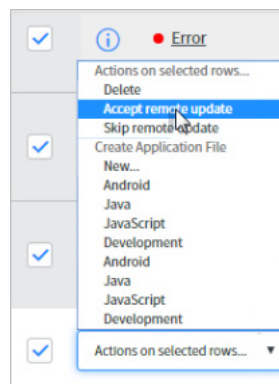 Error
Actions on selected rows...
Delete
Accept remote update
Skip remote update
Create Application File
New...
Android
Java
JavaScript
Development
Android
Java
JavaScript
Development
Actions on selected rows...